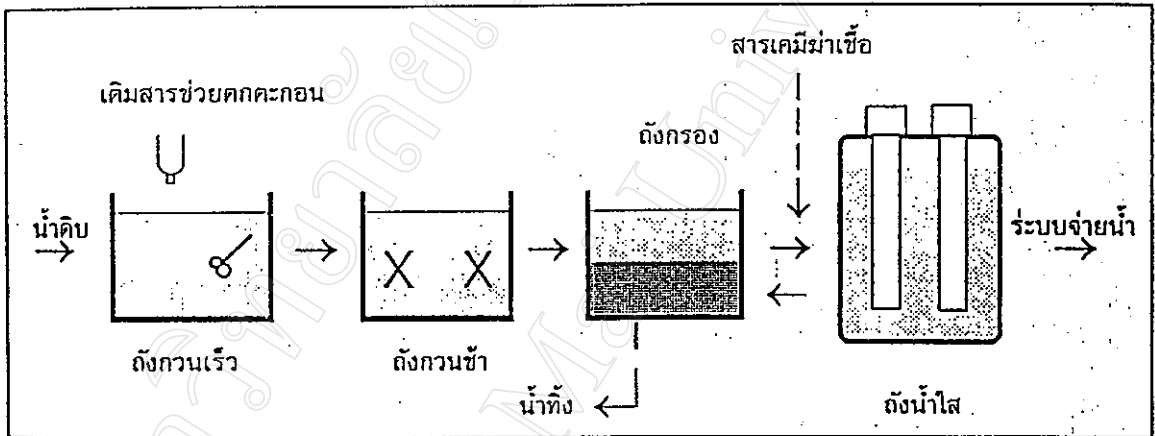 สารเคมีฆ่าเชื้อ
เติมสารช่วยตกตะกอน
ถังกรอง
น้ำดิบ
ระบบจ่ายน้ำ
ถังกวนเร็ว
ถังกวนช้า
น้ำทิ้ง
ถังน้ำใส